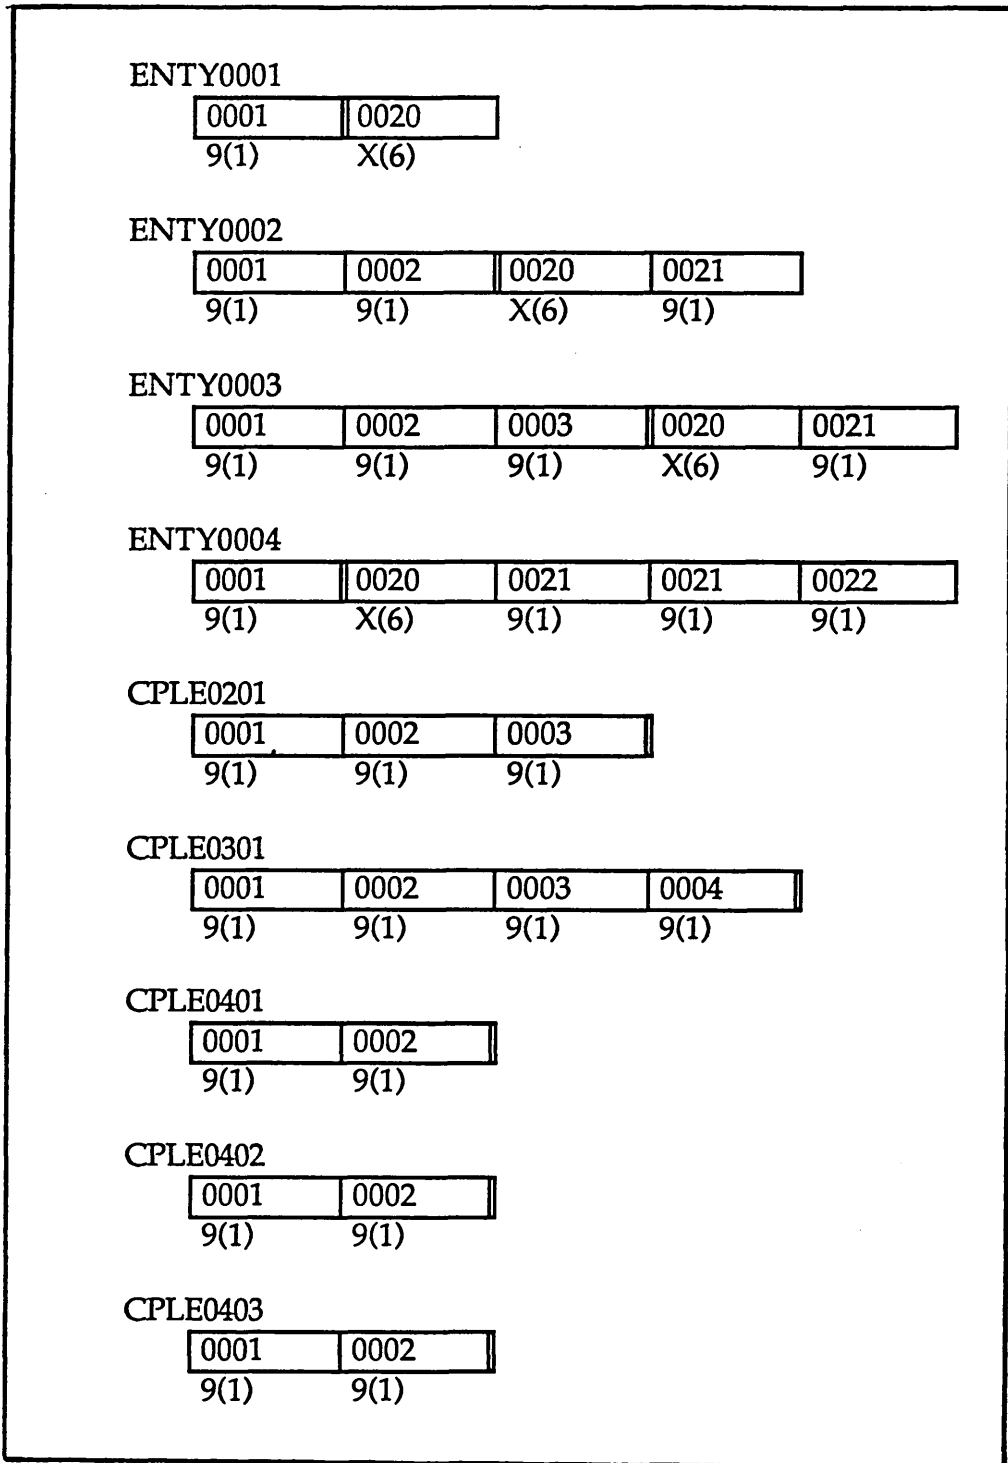 ENTY0001
0001 0020
9(1) X(6)
ENTY0002
0001 0002 0020 0021
9(1) 9(1) X(6) 9(1)
ENTY0003
0001 0002 0003 0020 0021
9(1) 9(1) 9(1) X(6) 9(1)
ENTY0004
0001 0020 0021 0021 0022
9(1) X(6) 9(1) 9(1) 9(1)
CPLE0201
0001 0002 0003
9(1) 9(1) 9(1)
CPLE0301
0001 0002 0003 0004
9(1) 9(1) 9(1) 9(1)
CPLE0401
0001 0002
9(1) 9(1)
CPLE0402
0001 0002
9(1) 9(1)
CPLE0403
0001 0002
9(1) 9(1)